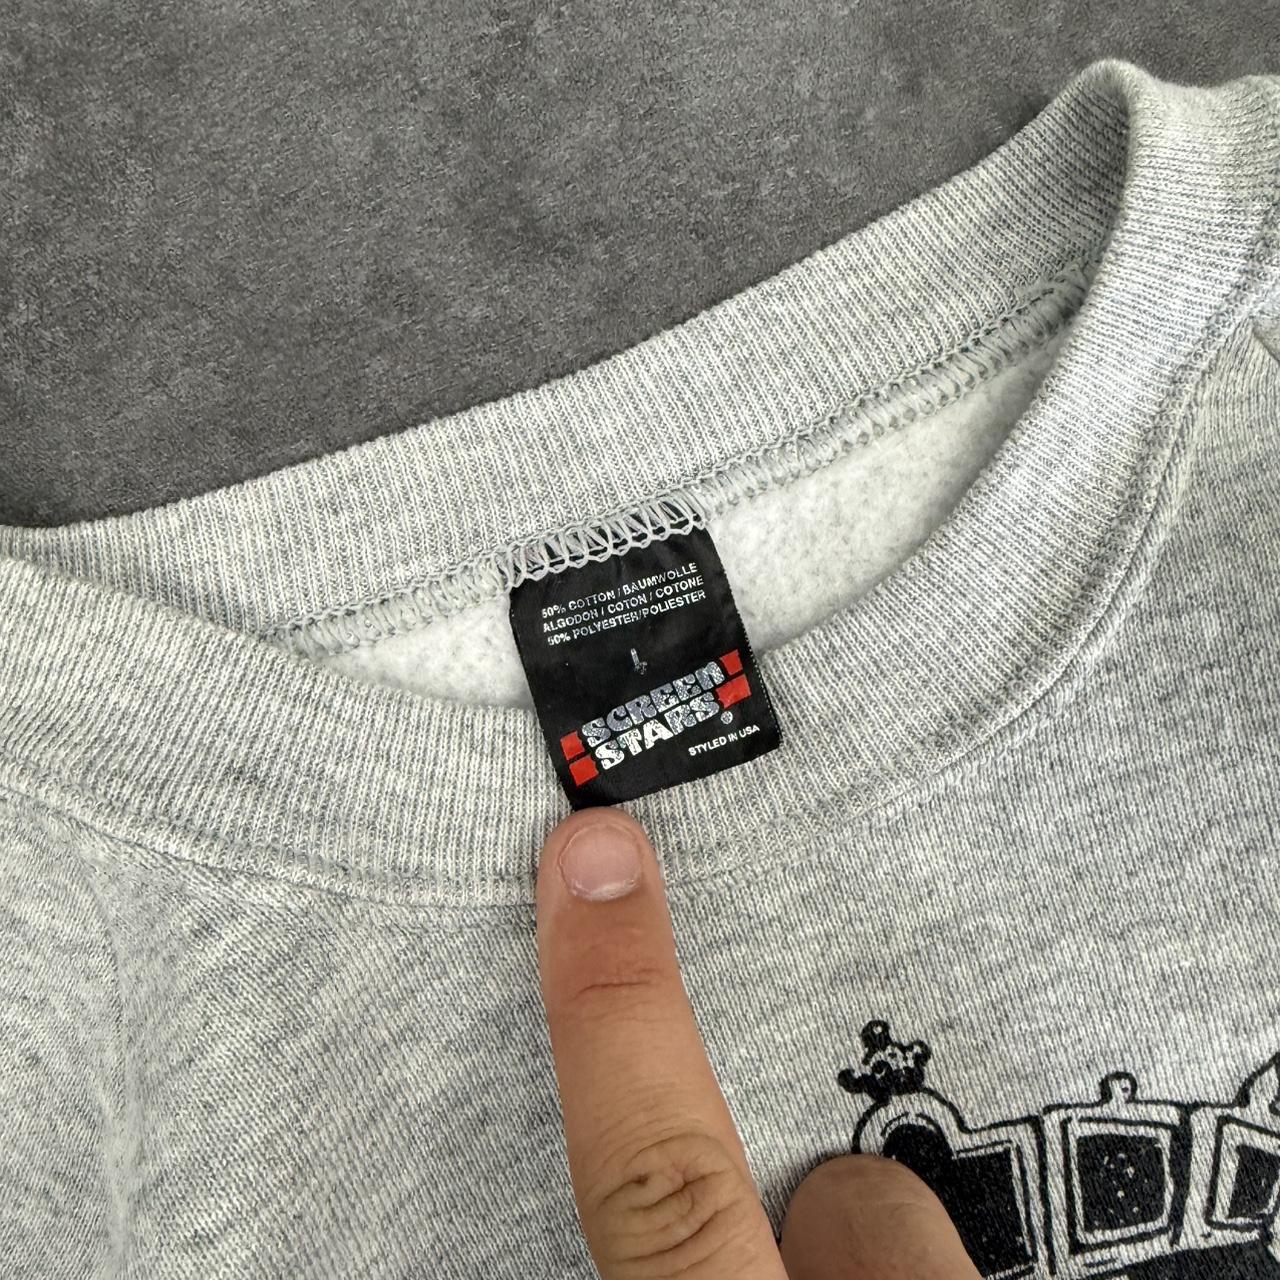 50% COTTON / BAUMWOLLE
ALGODON / COTON / COTONE
50% POLYESTER/POLIESTER
L
SCREEN
STARS®
STYLED IN USA